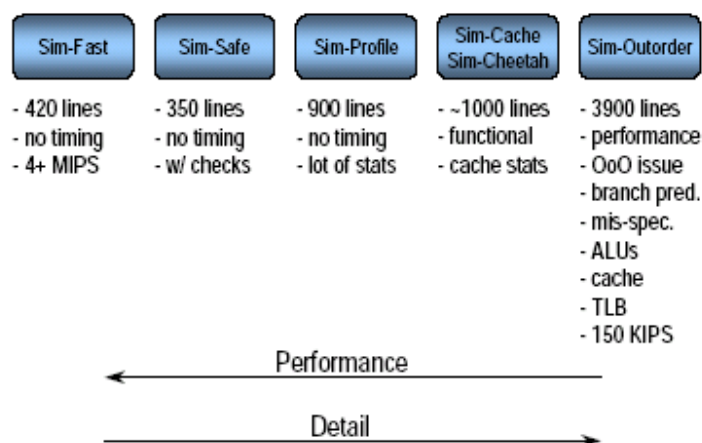 Sim-Fast
- 420 lines
- no timing
- 4+ MIPS
Sim-Safe
- 350 lines
- no timing
- w/ checks
Sim-Profile
- 900 lines
- no timing
- lot of stats
Sim-Cache
Sim-Cheetah
- ~1000 lines
- functional
- cache stats
Sim-Outorder
- 3900 lines
- performance
- OoO issue
- branch pred.
- mis-spec.
- ALUs
- cache
- TLB
- 150 KIPS
Performance
Detail